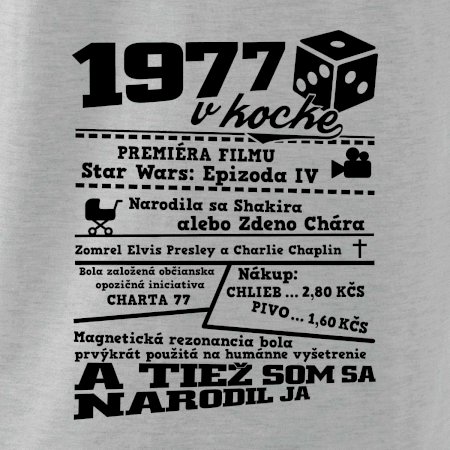 1977
v kocke
PREMIÉRA FILMU
Star Wars: Epizoda IV
Narodila sa Shakira
alebo Zdeno Chára
Zomrel Elvis Presley a Charlie Chaplin
Bola založená občianska
opozičná iniciativa
CHARTA 77
Nákup:
CHLIEB ... 2,80 KČS
PIVO ... 1,60 KČS
Magnetická rezonancia bola
prvýkrát použitá na humánne vyšetrenie
A TIEŽ SOM SA
NARODIL JA